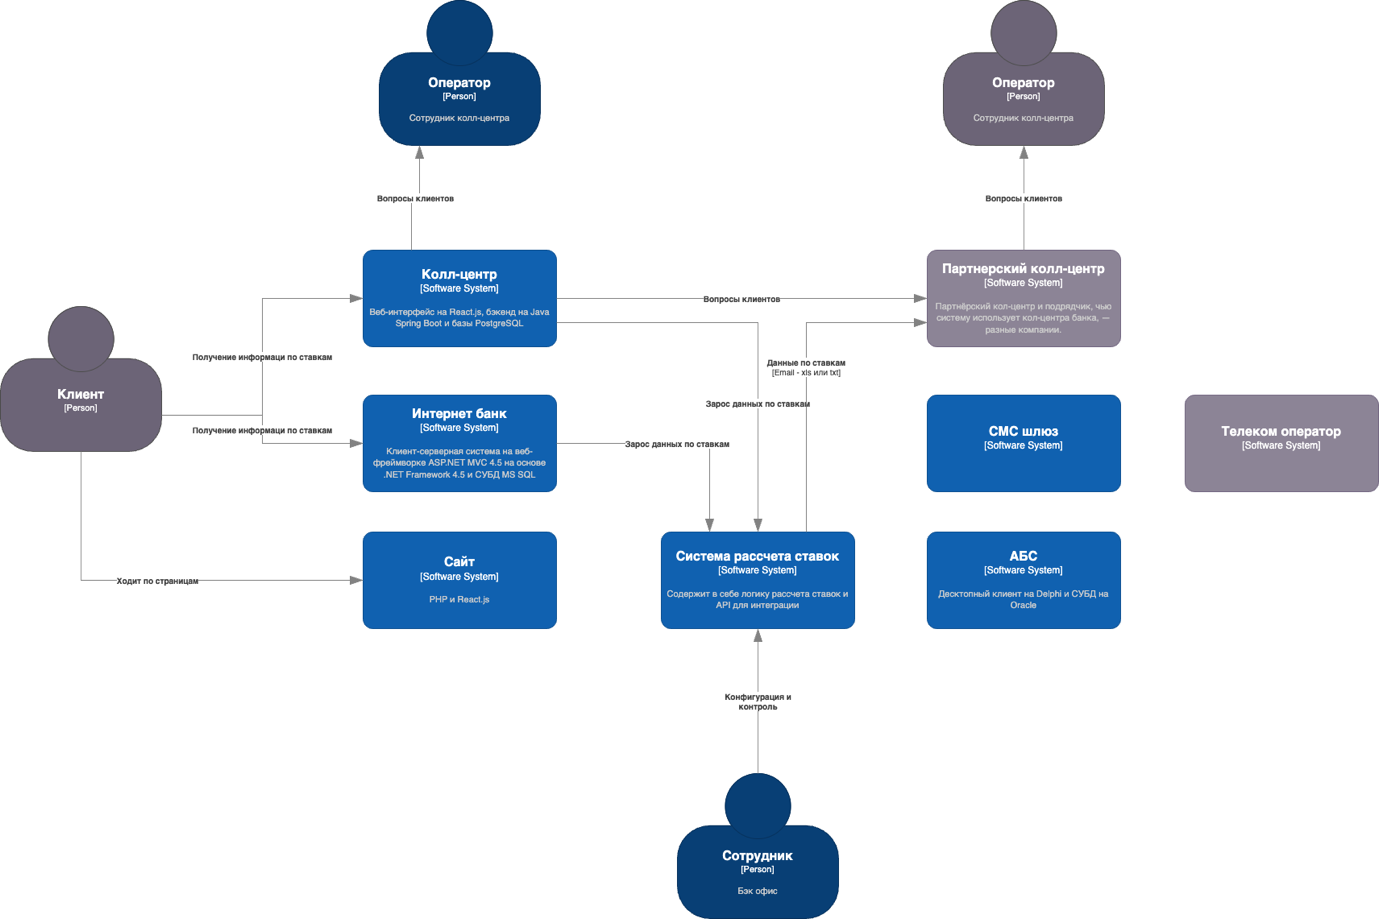 Оператор
[Person]
Сотрудник колл-центра
Оператор
[Person]
Сотрудник колл-центра
Вопросы клиентов
Вопросы клиентов
Колл-центр
[Software System]
Веб-интерфейс на React.js, бэкенд на Java
Spring Boot и базы PostgreSQL
Вопросы клиентов
Партнерский колл-центр
[Software System]
Партнёрский кол-центр и подрядчик, чью
систему использует кол-центра банка, —
разные компании.
Получение информаци по ставкам
Данные по ставкам
[Email - xls или txt]
Клиент
[Person]
Зарос данных по ставкам
Получение информаци по ставкам
Интернет банк
[Software System]
Клиент-серверная система на веб-
фреймворке ASP.NET MVC 4.5 на основе
.NET Framework 4.5 и СУБД MS SQL
Зарос данных по ставкам
СМС шлюз
[Software System]
Телеком оператор
[Software System]
Ходит по страницам
Сайт
[Software System]
PHP и React.js
Система рассчета ставок
[Software System]
Содержит в себе логику рассчета ставок и
API для интеграции
АБС
[Software System]
Десктопный клиент на Delphi и СУБД на
Oracle
Конфигурация и
контроль
Сотрудник
[Person]
Бэк офис